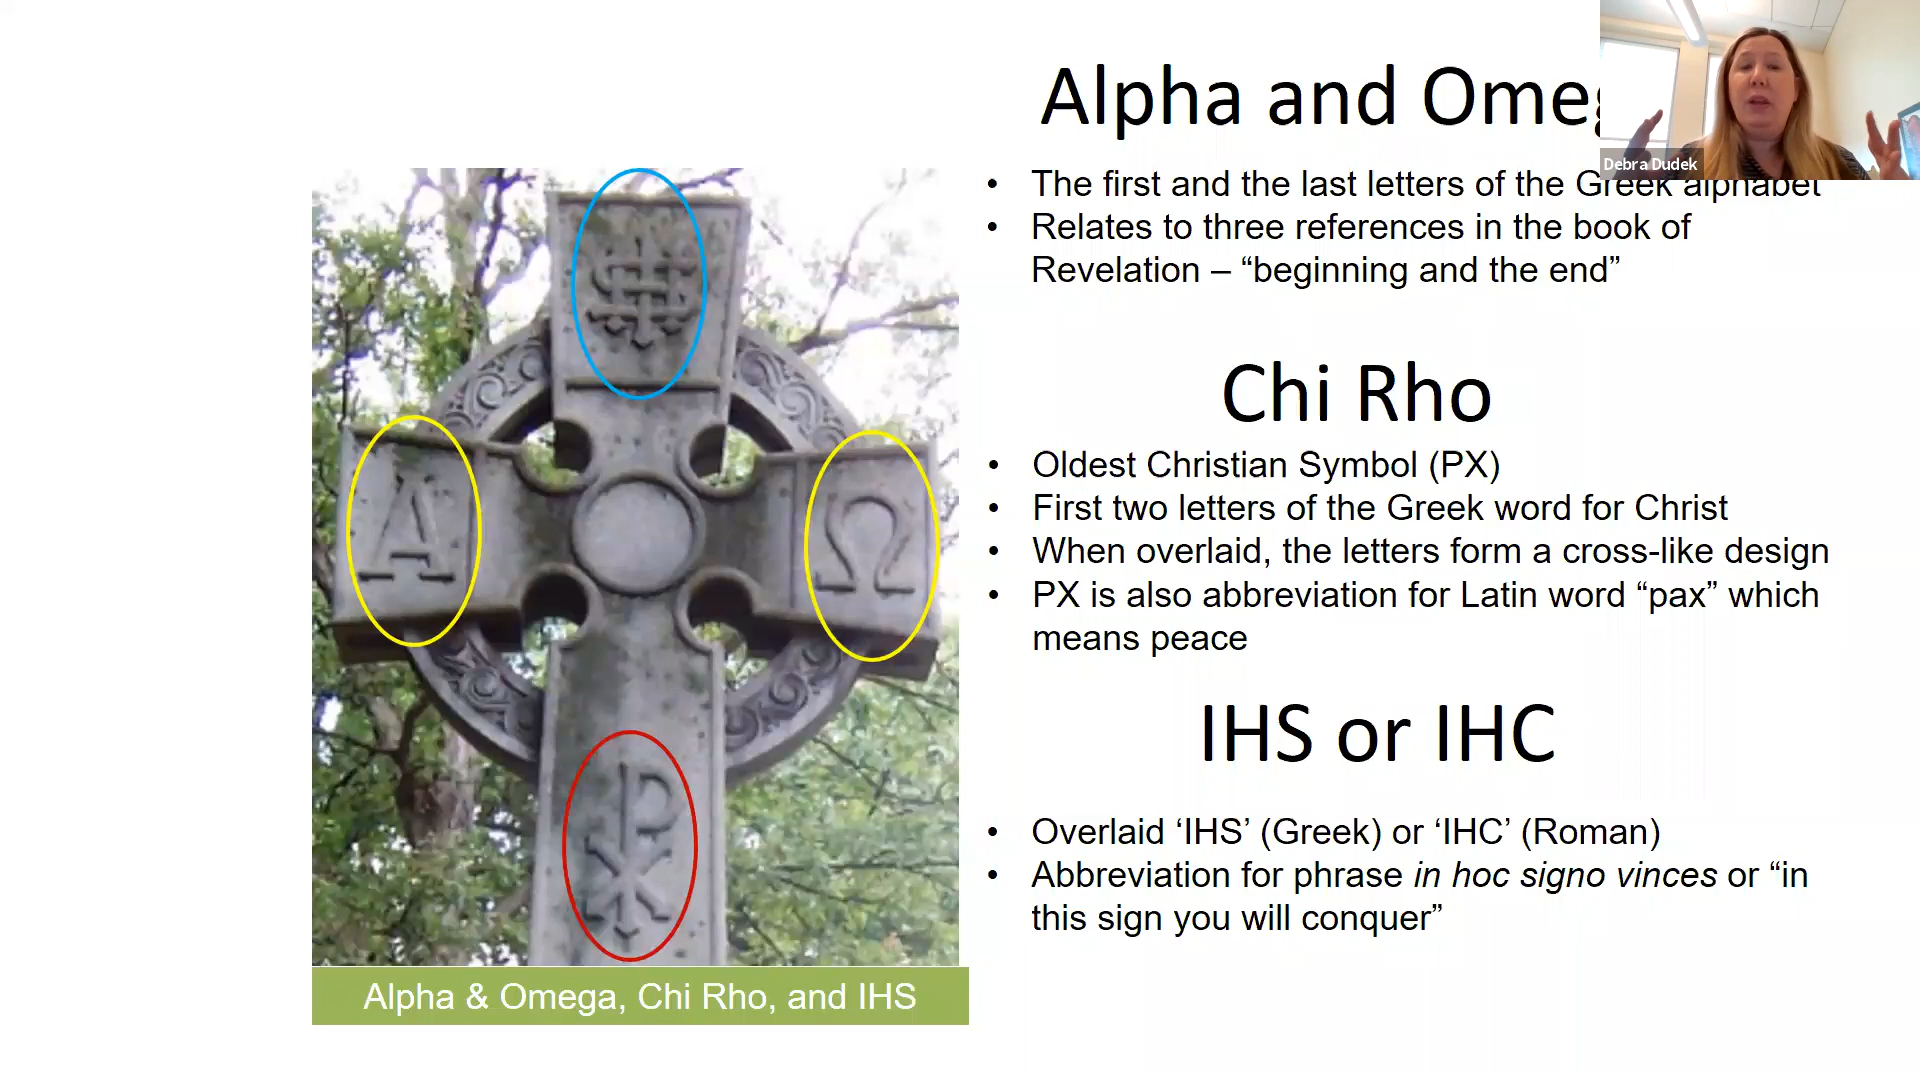 Alpha and Ome
Debra Dudek
• The first and the last letters of the Greek alphabet
• Relates to three references in the book of
Revelation – “beginning and the end”
Chi Rho
• Oldest Christian Symbol (PX)
• First two letters of the Greek word for Christ
• When overlaid, the letters form a cross-like design
• PX is also abbreviation for Latin word “pax” which
means peace
IHS or IHC
• Overlaid ‘IHS’ (Greek) or ‘IHC’ (Roman)
• Abbreviation for phrase in hoc signo vinces or “in
this sign you will conquer”
IHS
Α Ω
☧
Alpha & Omega, Chi Rho, and IHS